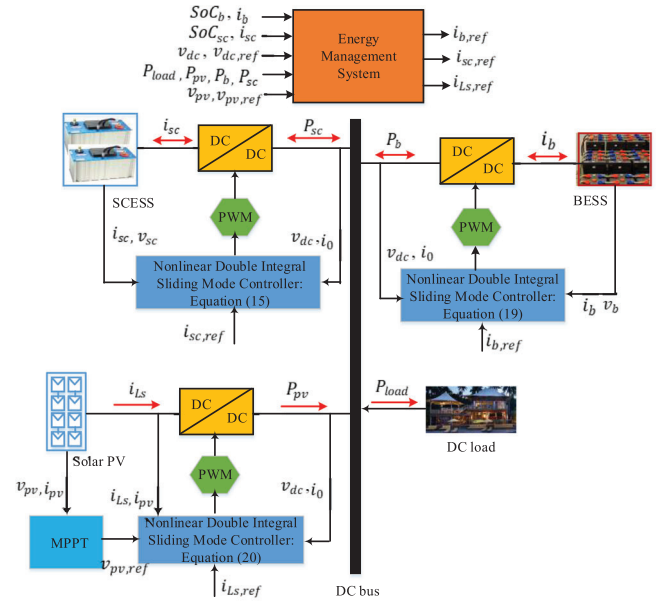 SoC_b, i_b
SoC_sc, i_sc
v_dc, v_dc,ref
P_load, P_pv, P_b, P_sc
v_pv, v_pv,ref
Energy
Management
System
i_b,ref
i_sc,ref
i_Ls,ref
i_sc
DC
DC
P_sc
SCESS
PWM
i_sc, v_sc
v_dc, i_0
Nonlinear Double Integral
Sliding Mode Controller:
Equation (15)
i_sc,ref
P_b
DC
DC
i_b
BESS
PWM
v_dc, i_0
Nonlinear Double Integral
Sliding Mode Controller:
Equation (19)
i_b v_b
i_b,ref
i_Ls
DC
DC
P_pv
Solar PV
PWM
v_pv, i_pv
i_Ls, i_pv
v_dc, i_0
MPPT
v_pv,ref
Nonlinear Double Integral
Sliding Mode Controller:
Equation (20)
i_Ls,ref
P_load
DC load
DC bus